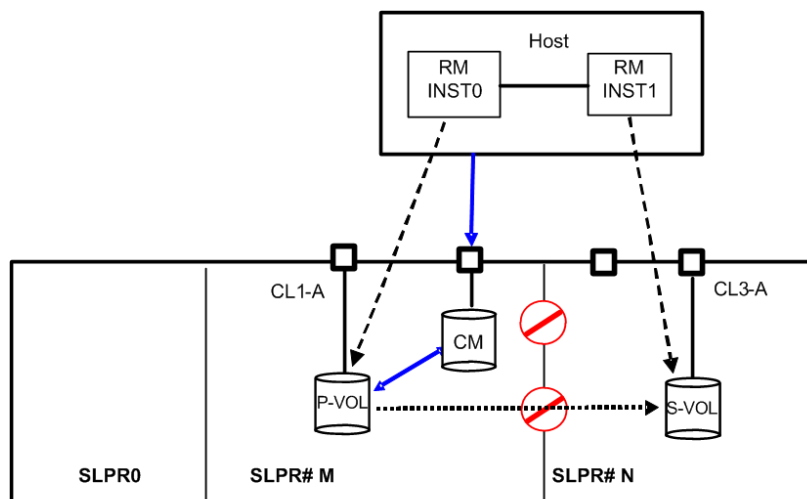 Host
RM
INST0
RM
INST1
CL1-A
CL3-A
CM
P-VOL
S-VOL
SLPR0
SLPR# M
SLPR# N